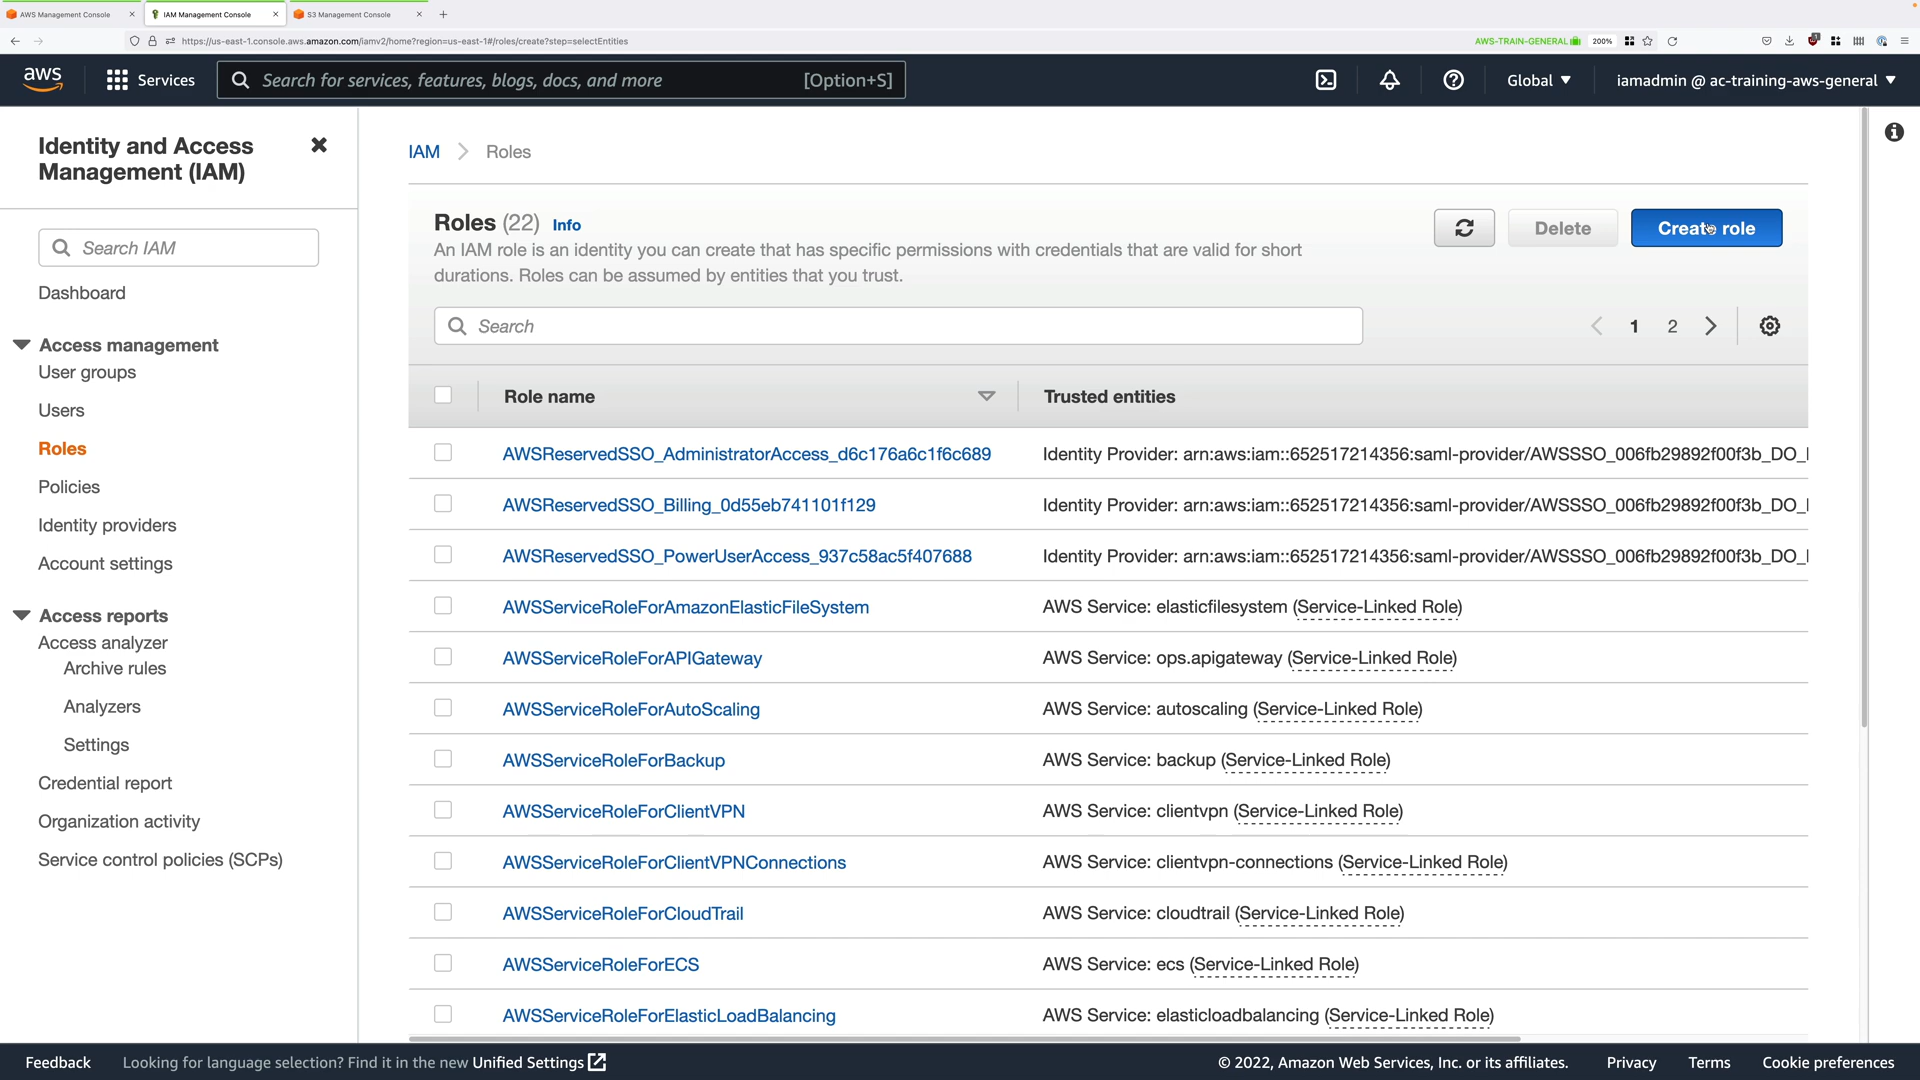 AWS Management Console
IAM Management Console
S3 Management Console
https://us-east-1.console.aws.amazon.com/iamv2/home?region=us-east-1#/roles/create?step=selectEntities
AWS-TRAIN-GENERAL
200%
aws
Services
Search for services, features, blogs, docs, and more
[Option+S]
Global
iamadmin @ ac-training-aws-general
Identity and Access
Management (IAM)
Search IAM
Dashboard
Access management
User groups
Users
Roles
Policies
Identity providers
Account settings
Access reports
Access analyzer
Archive rules
Analyzers
Settings
Credential report
Organization activity
Service control policies (SCPs)
IAM
Roles
Roles (22) Info
An IAM role is an identity you can create that has specific permissions with credentials that are valid for short
durations. Roles can be assumed by entities that you trust.
Delete
Create role
Search
1
2
Role name
Trusted entities
AWSReservedSSO_AdministratorAccess_d6c176a6c1f6c689
Identity Provider: arn:aws:iam::652517214356:saml-provider/AWSSSO_006fb29892f00f3b_DO_
AWSReservedSSO_Billing_0d55eb741101f129
Identity Provider: arn:aws:iam::652517214356:saml-provider/AWSSSO_006fb29892f00f3b_DO_
AWSReservedSSO_PowerUserAccess_937c58ac5f407688
Identity Provider: arn:aws:iam::652517214356:saml-provider/AWSSSO_006fb29892f00f3b_DO_
AWSServiceRoleForAmazonElasticFileSystem
AWS Service: elasticfilesystem (Service-Linked Role)
AWSServiceRoleForAPIGateway
AWS Service: ops.apigateway (Service-Linked Role)
AWSServiceRoleForAutoScaling
AWS Service: autoscaling (Service-Linked Role)
AWSServiceRoleForBackup
AWS Service: backup (Service-Linked Role)
AWSServiceRoleForClientVPN
AWS Service: clientvpn (Service-Linked Role)
AWSServiceRoleForClientVPNConnections
AWS Service: clientvpn-connections (Service-Linked Role)
AWSServiceRoleForCloudTrail
AWS Service: cloudtrail (Service-Linked Role)
AWSServiceRoleForECS
AWS Service: ecs (Service-Linked Role)
AWSServiceRoleForElasticLoadBalancing
AWS Service: elasticloadbalancing (Service-Linked Role)
Feedback
Looking for language selection? Find it in the new Unified Settings
© 2022, Amazon Web Services, Inc. or its affiliates.
Privacy
Terms
Cookie preferences